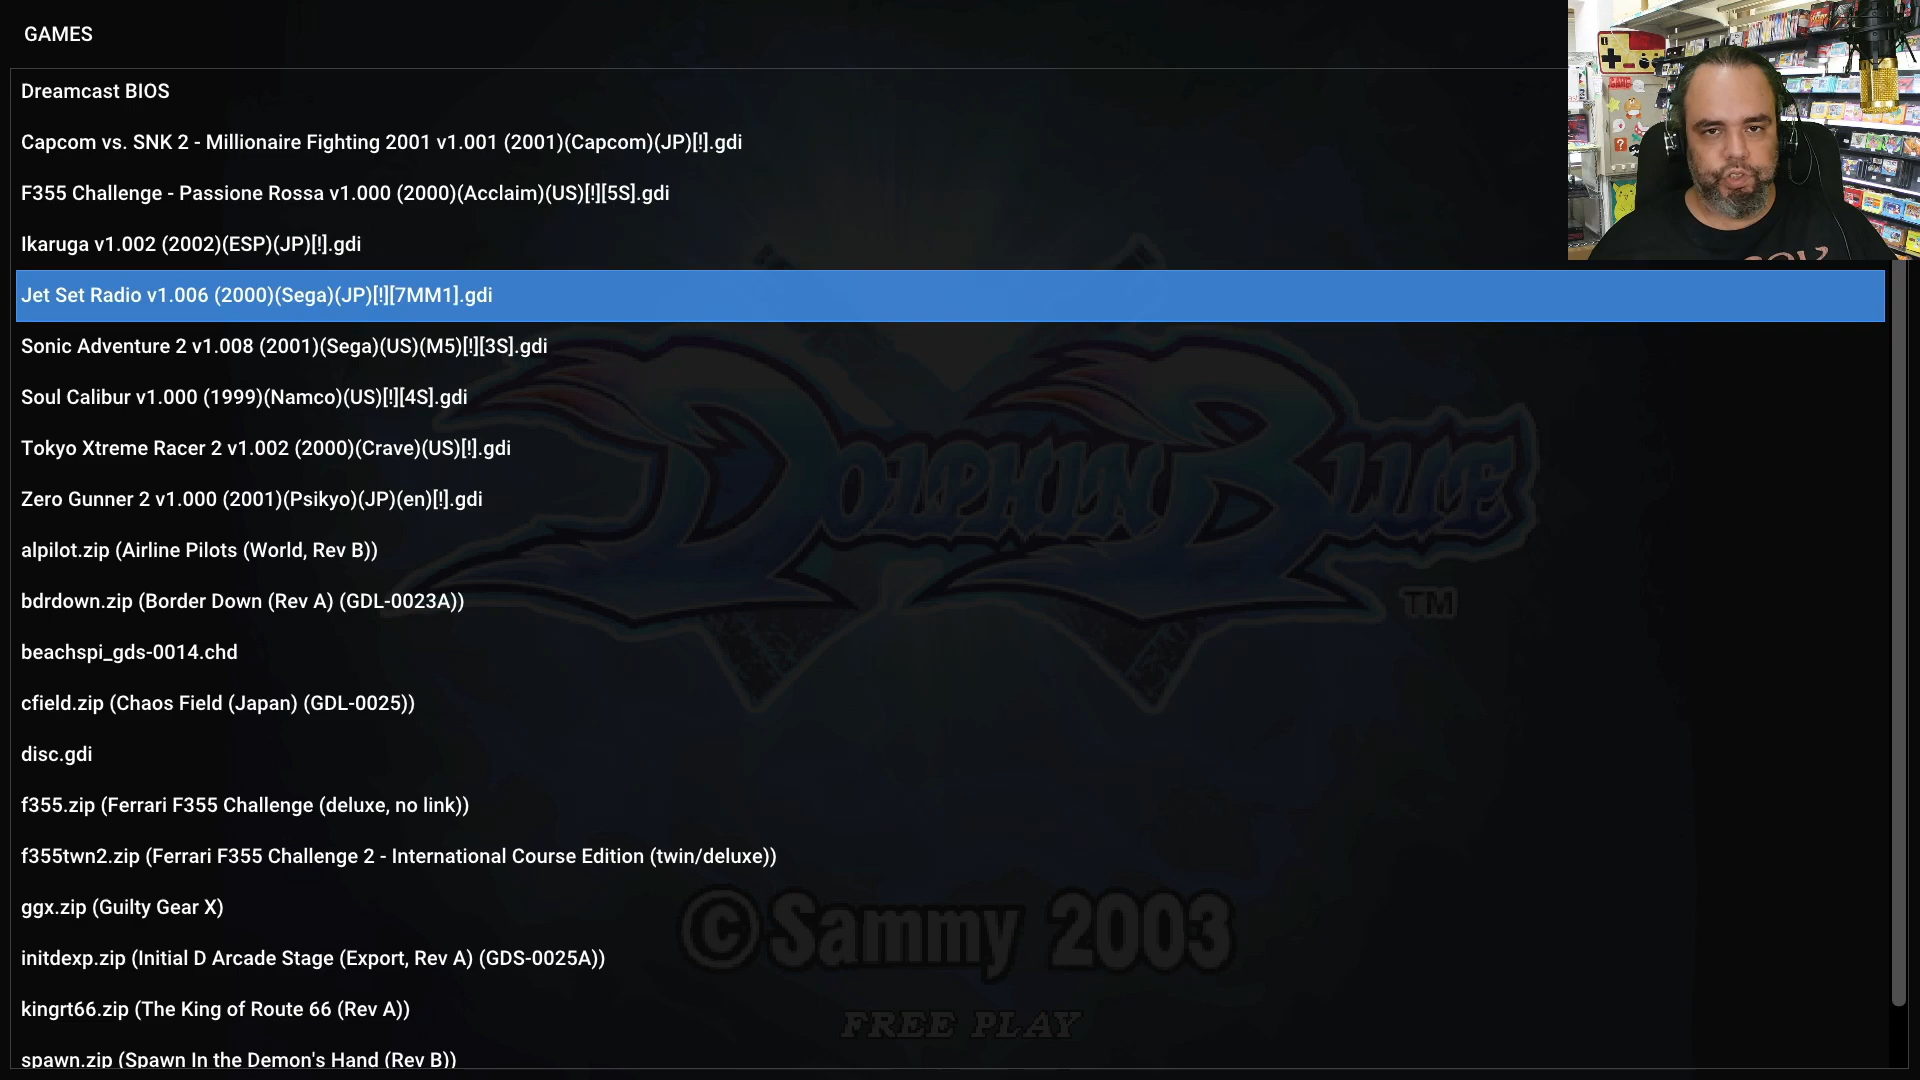 GAMES
Dreamcast BIOS
Capcom vs. SNK 2 - Millionaire Fighting 2001 v1.001 (2001)(Capcom)(JP)[!].gdi
F355 Challenge - Passione Rossa v1.000 (2000)(Acclaim)(US)[!][5S].gdi
Ikaruga v1.002 (2002)(ESP)(JP)[!].gdi
Jet Set Radio v1.006 (2000)(Sega)(JP)[!][7MM1].gdi
Sonic Adventure 2 v1.008 (2001)(Sega)(US)(M5)[!][3S].gdi
Soul Calibur v1.000 (1999)(Namco)(US)[!][4S].gdi
Tokyo Xtreme Racer 2 v1.002 (2000)(Crave)(US)[!].gdi
Zero Gunner 2 v1.000 (2001)(Psikyo)(JP)(en)[!].gdi
alpilot.zip (Airline Pilots (World, Rev B))
bdrdown.zip (Border Down (Rev A) (GDL-0023A))
beachspi_gds-0014.chd
cfield.zip (Chaos Field (Japan) (GDL-0025))
disc.gdi
f355.zip (Ferrari F355 Challenge (deluxe, no link))
f355twn2.zip (Ferrari F355 Challenge 2 - International Course Edition (twin/deluxe))
ggx.zip (Guilty Gear X)
initdexp.zip (Initial D Arcade Stage (Export, Rev A) (GDS-0025A))
kingrt66.zip (The King of Route 66 (Rev A))
spawn.zip (Spawn In the Demon's Hand (Rev B))
DOLPHIN BLUE
TM
© Sammy 2003
FREE PLAY